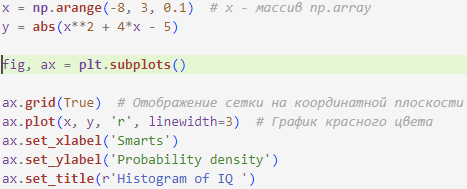 x = np.arange(-8, 3, 0.1)  # x - массив np.array
y = abs(x**2 + 4*x - 5)
fig, ax = plt.subplots()
ax.grid(True)  # Отображение сетки на координатной плоскости
ax.plot(x, y, 'r', linewidth=3)  # График красного цвета
ax.set_xlabel('Smarts')
ax.set_ylabel('Probability density')
ax.set_title(r'Histogram of IQ ')